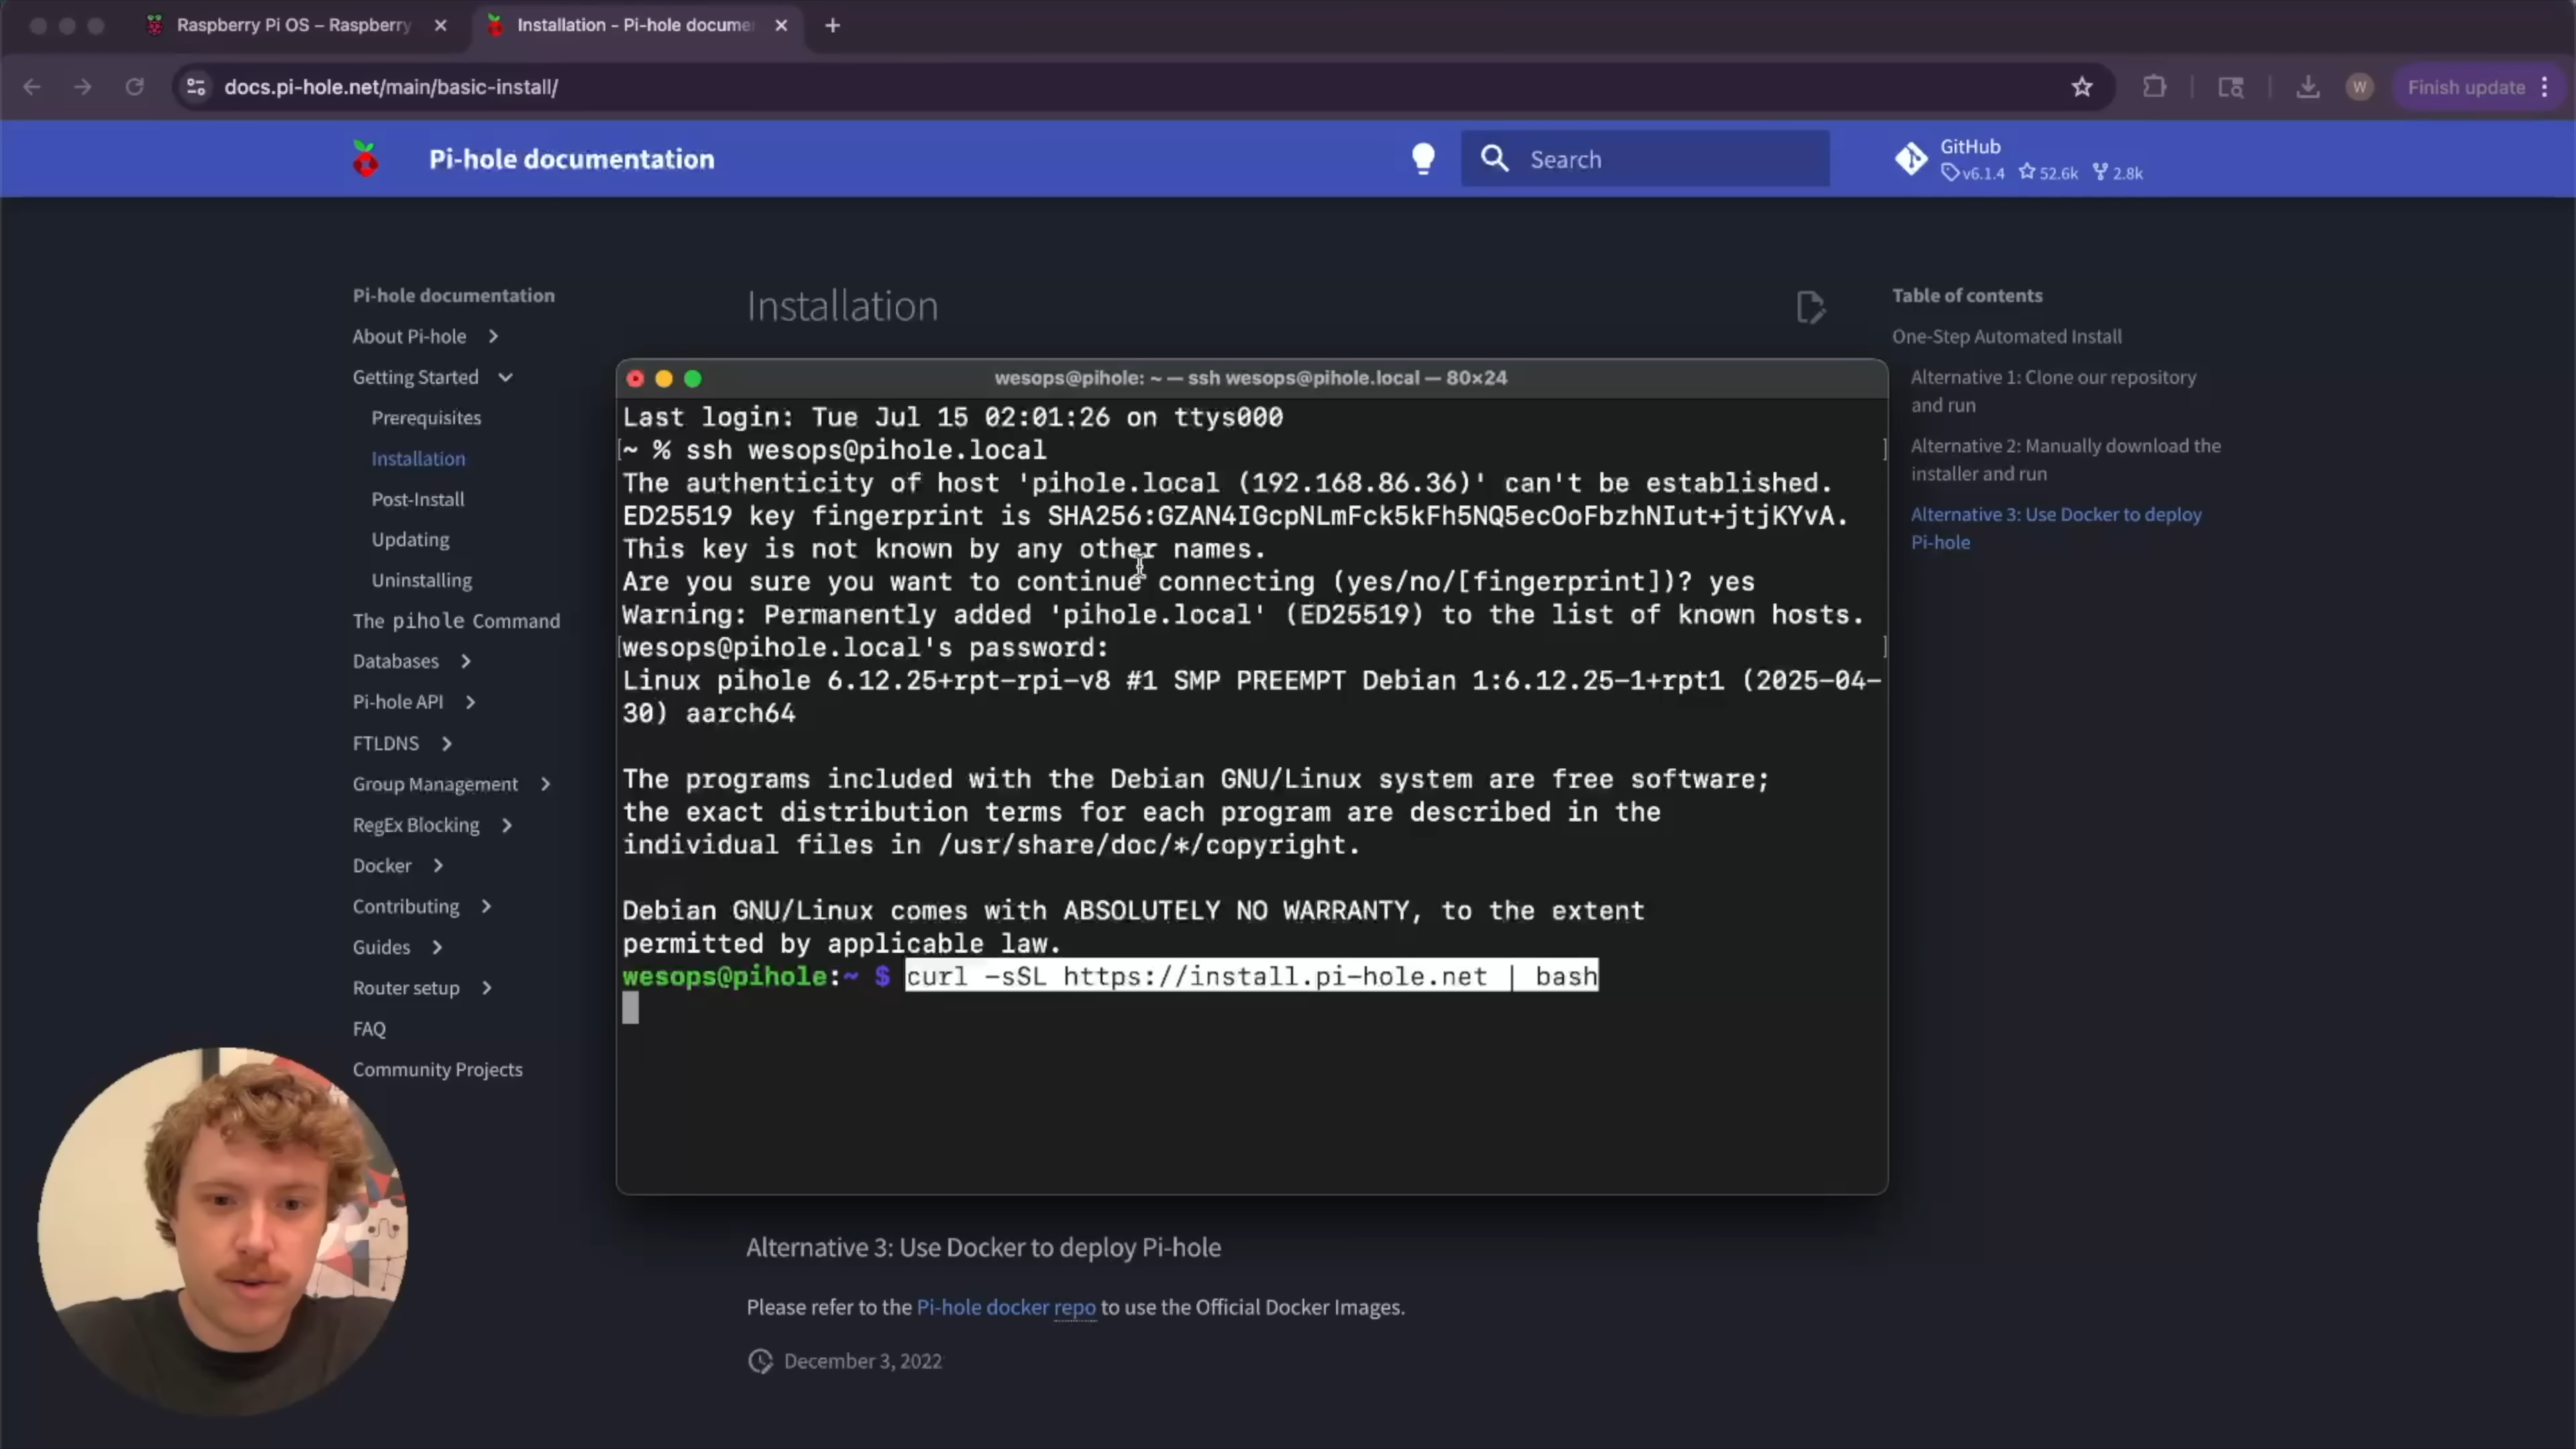 Raspberry Pi OS – Raspberry
Installation - Pi-hole docume
docs.pi-hole.net/main/basic-install/
W
Finish update
Pi-hole documentation
Search
GitHub
v6.1.4 52.6k 2.8k
Pi-hole documentation
About Pi-hole
Getting Started
Prerequisites
Installation
Post-Install
Updating
Uninstalling
The pihole Command
Databases
Pi-hole API
FTLDNS
Group Management
RegEx Blocking
Docker
Contributing
Guides
Router setup
FAQ
Community Projects
Installation
wesops@pihole: ~ — ssh wesops@pihole.local — 80×24
Last login: Tue Jul 15 02:01:26 on ttys000
[~ % ssh wesops@pihole.local ]
The authenticity of host 'pihole.local (192.168.86.36)' can't be established.
ED25519 key fingerprint is SHA256:GZAN4IGcpNLmFck5kFh5NQ5ecOoFbzhNIut+jtjKYvA.
This key is not known by any other names.
Are you sure you want to continue connecting (yes/no/[fingerprint])? yes
Warning: Permanently added 'pihole.local' (ED25519) to the list of known hosts.
[wesops@pihole.local's password: ]
Linux pihole 6.12.25+rpt-rpi-v8 #1 SMP PREEMPT Debian 1:6.12.25-1+rpt1 (2025-04-
30) aarch64
The programs included with the Debian GNU/Linux system are free software;
the exact distribution terms for each program are described in the
individual files in /usr/share/doc/*/copyright.
Debian GNU/Linux comes with ABSOLUTELY NO WARRANTY, to the extent
permitted by applicable law.
wesops@pihole:~ $ curl -sSL https://install.pi-hole.net | bash
Alternative 3: Use Docker to deploy Pi-hole
Please refer to the Pi-hole docker repo to use the Official Docker Images.
December 3, 2022
Table of contents
One-Step Automated Install
Alternative 1: Clone our repository
and run
Alternative 2: Manually download the
installer and run
Alternative 3: Use Docker to deploy
Pi-hole